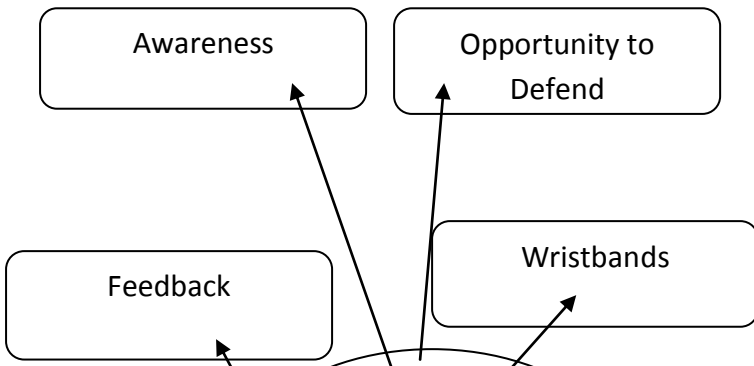 Awareness
Opportunity to
Defend
Wristbands
Feedback